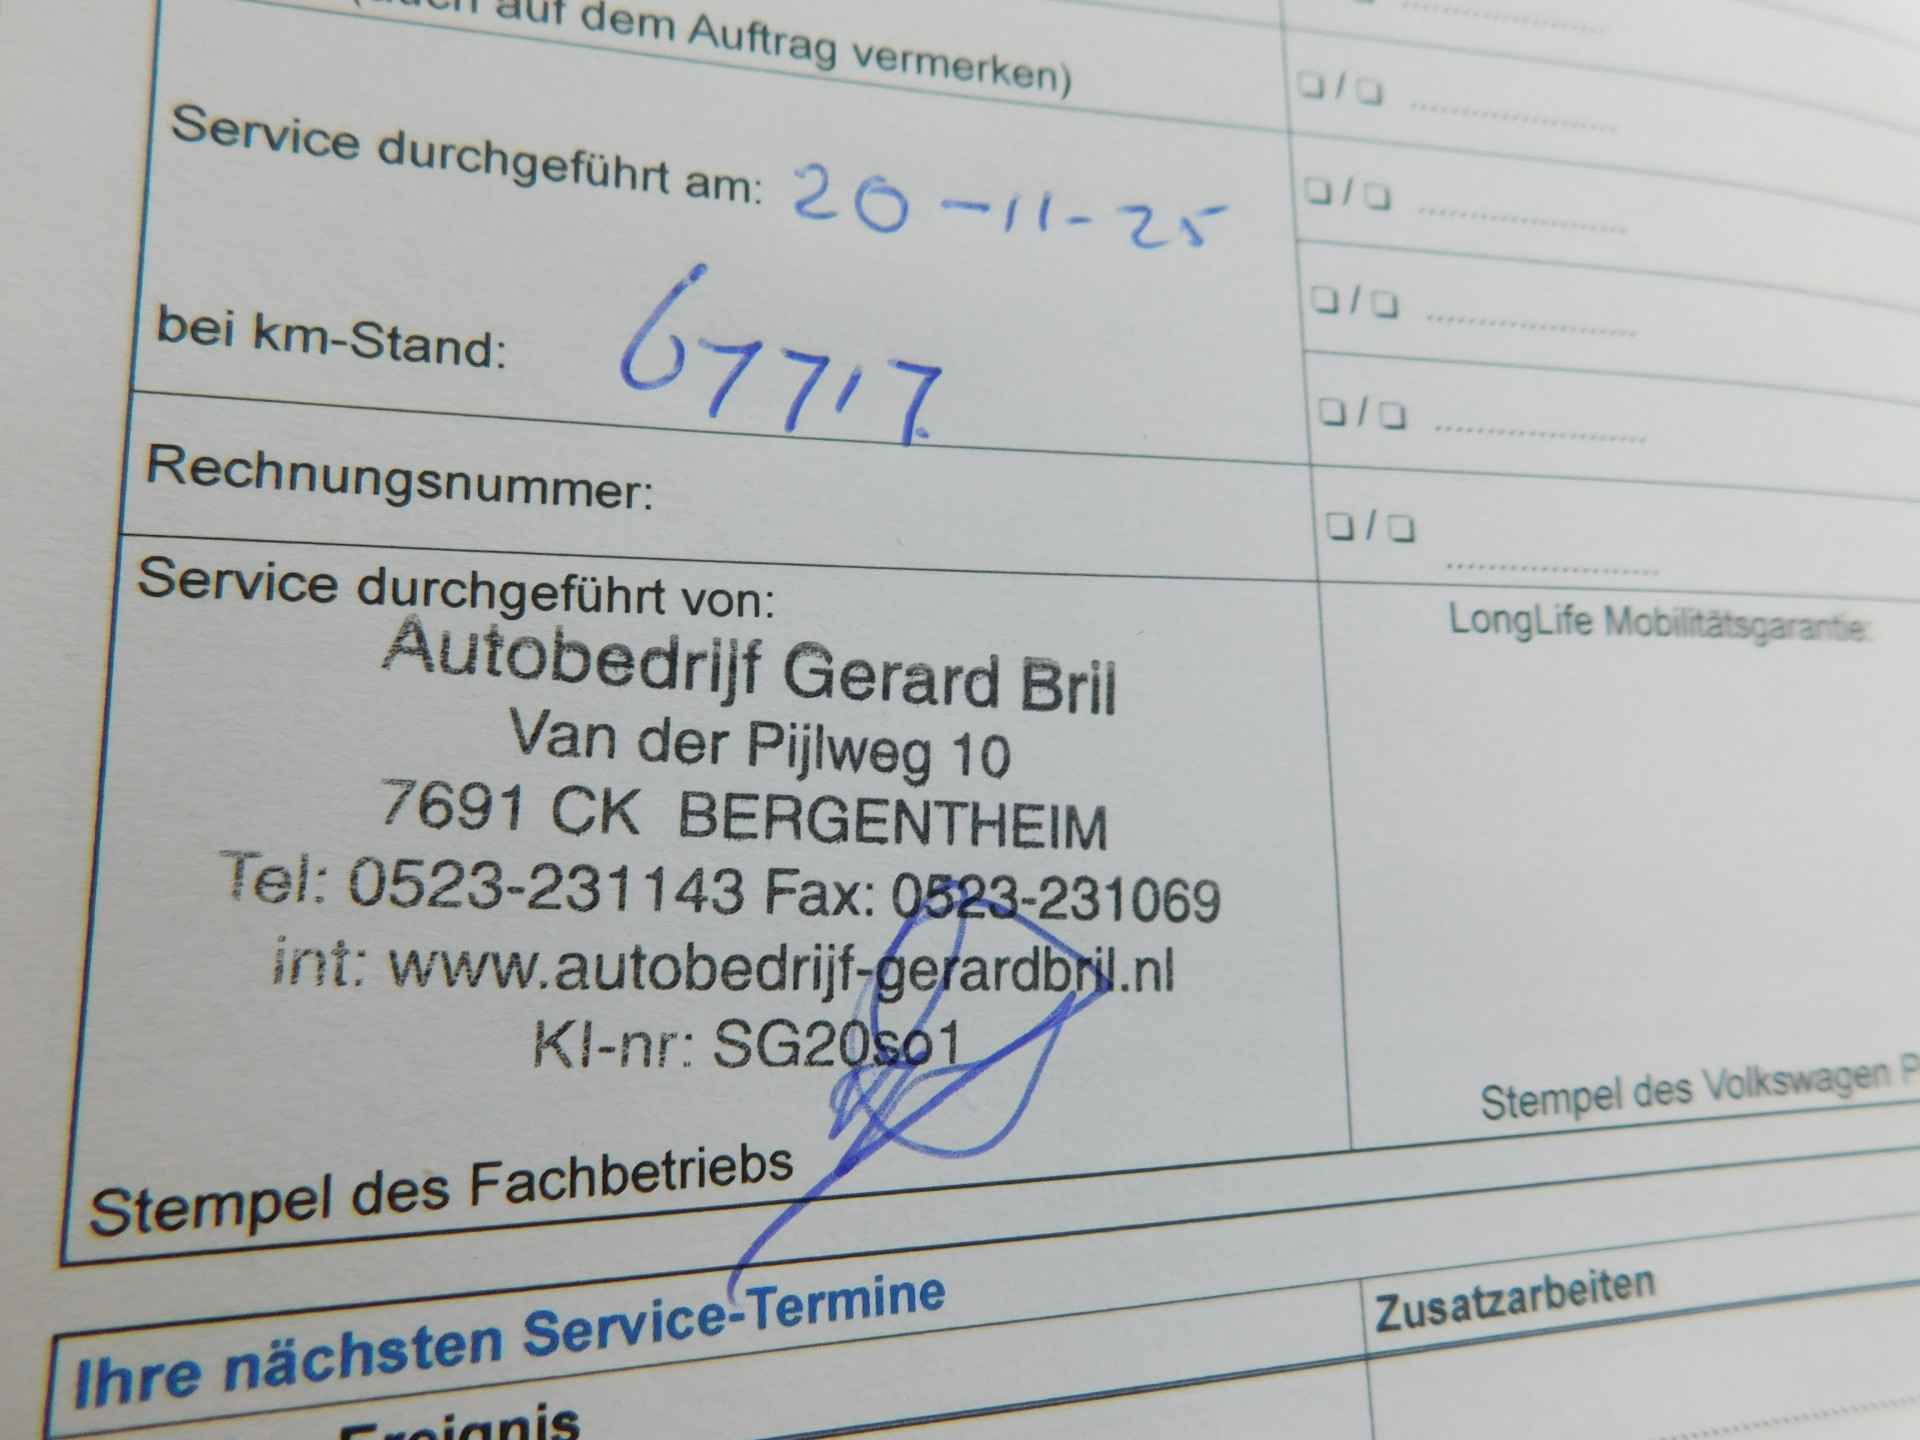 auf dem Auftrag vermerken)
Service durchgeführt am: 20-11-25
bei km-Stand: 67717
Rechnungsnummer:
Service durchgeführt von:
Autobedrijf Gerard Bril
Van der Pijlweg 10
7691 CK BERGENTHEIM
Tel: 0523-231143 Fax: 0523-231069
int: www.autobedrijf-gerardbril.nl
KI-nr: SG20so1
Stempel des Fachbetriebs
LongLife Mobilitätsgarantie:
Stempel des Volkswagen
Ihre nächsten Service-Termine
Zusatzarbeiten
Ereignis